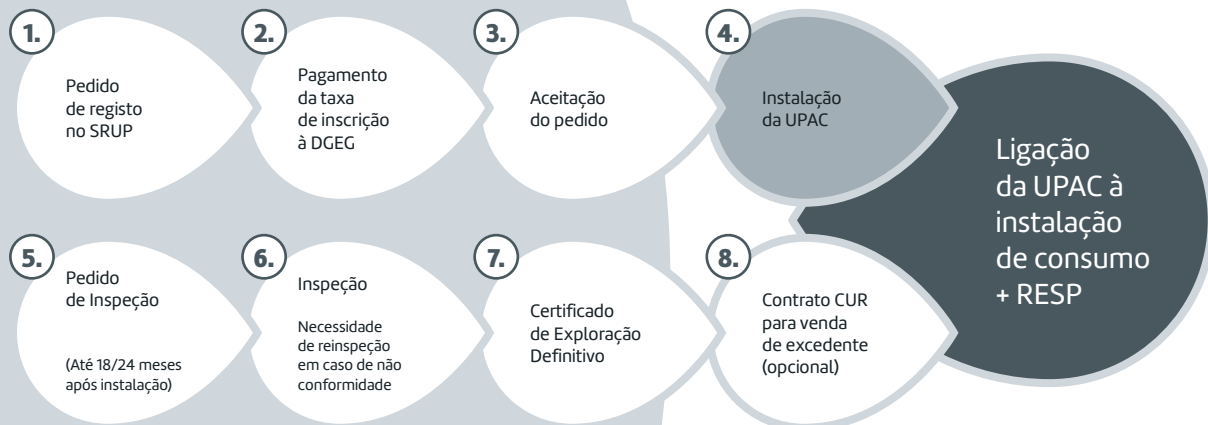 1.
Pedido
de registo
no SRUP
2.
Pagamento
da taxa
de inscrição
à DGEG
3.
Aceitação
do pedido
4.
Instalação
da UPAC
Ligação
da UPAC à
instalação
de consumo
+ RESP
5.
Pedido
de Inspeção
(Até 18/24 meses
após instalação)
6.
Inspeção
Necessidade
de reinspeção
em caso de não
conformidade
7.
Certificado
de Exploração
Definitivo
8.
Contrato CUR
para venda
de excedente
(opcional)